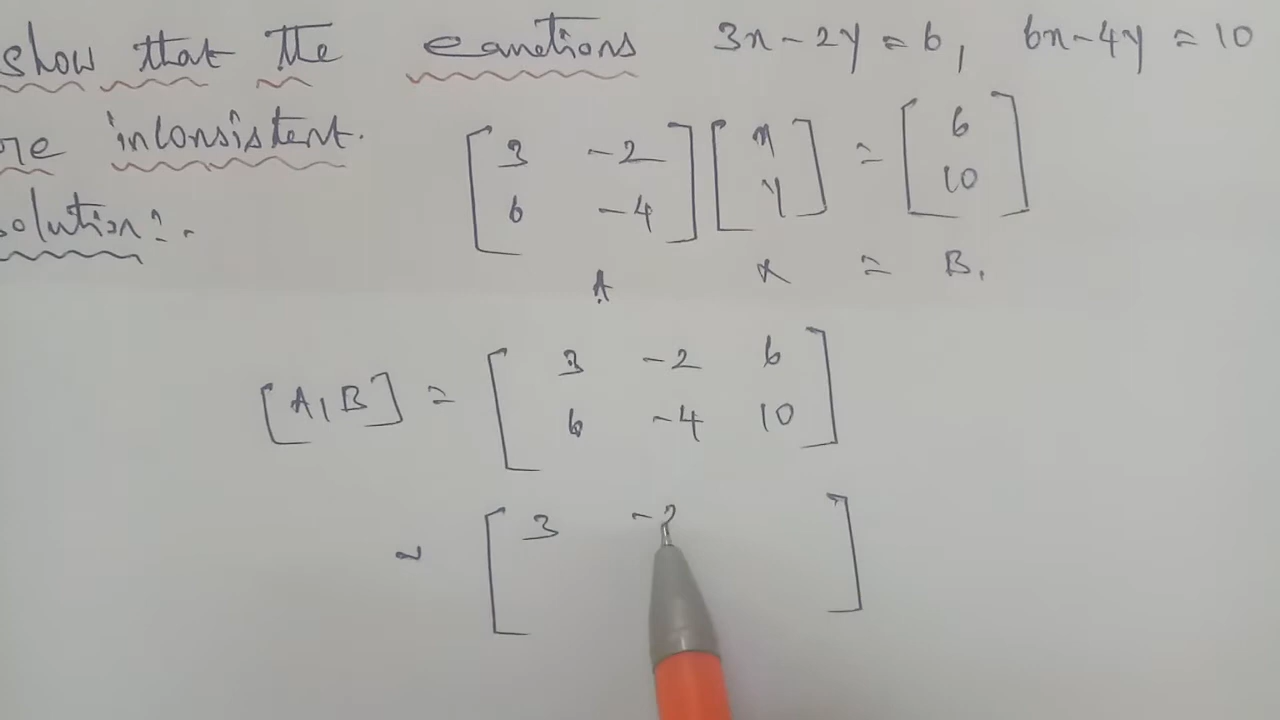 show that the equations 3x - 2y = 6, 6x - 4y = 10
re inconsistent.
solution:-
[ 3 -2 ] [ x ] = [ 6 ]
[ 6 -4 ] [ y ] [ 10 ]
A X = B.
[A, B] = [ 3 -2 6 ]
[ 6 -4 10 ]
~ [ 3 -2 ]